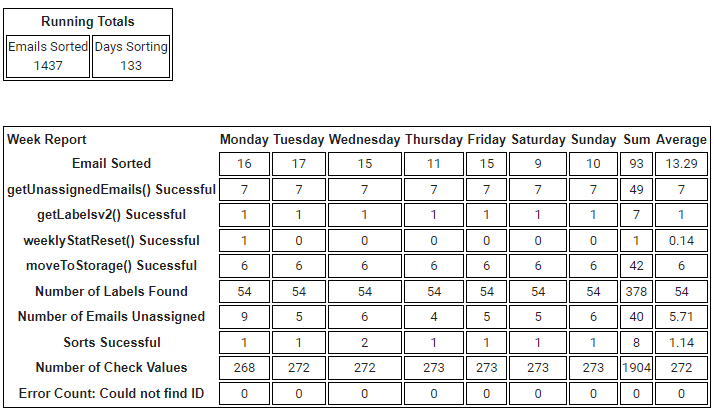 Running Totals
Emails Sorted Days Sorting
1437 133
Week Report Monday Tuesday Wednesday Thursday Friday Saturday Sunday Sum Average
Email Sorted 16 17 15 11 15 9 10 93 13.29
getUnassignedEmails() Sucessful 7 7 7 7 7 7 7 49 7
getLabelsv2() Sucessful 1 1 1 1 1 1 1 7 1
weeklyStatReset() Sucessful 1 0 0 0 0 0 0 1 0.14
moveToStorage() Sucessful 6 6 6 6 6 6 6 42 6
Number of Labels Found 54 54 54 54 54 54 54 378 54
Number of Emails Unassigned 9 5 6 4 5 5 6 40 5.71
Sorts Sucessful 1 1 2 1 1 1 1 8 1.14
Number of Check Values 268 272 272 273 273 273 273 1904 272
Error Count: Could not find ID 0 0 0 0 0 0 0 0 0